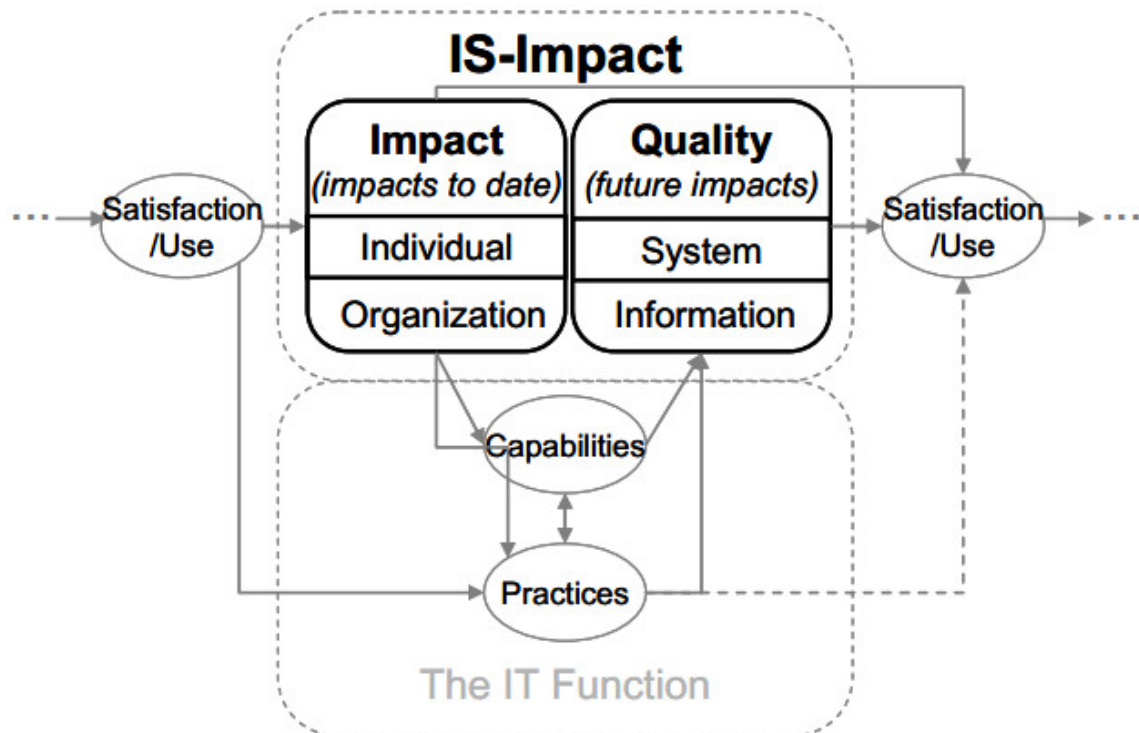 IS-Impact
Impact
(impacts to date)
Individual
Organization
Quality
(future impacts)
System
Information
...
Satisfaction
/Use
Satisfaction
/Use
...
Capabilities
Practices
The IT Function